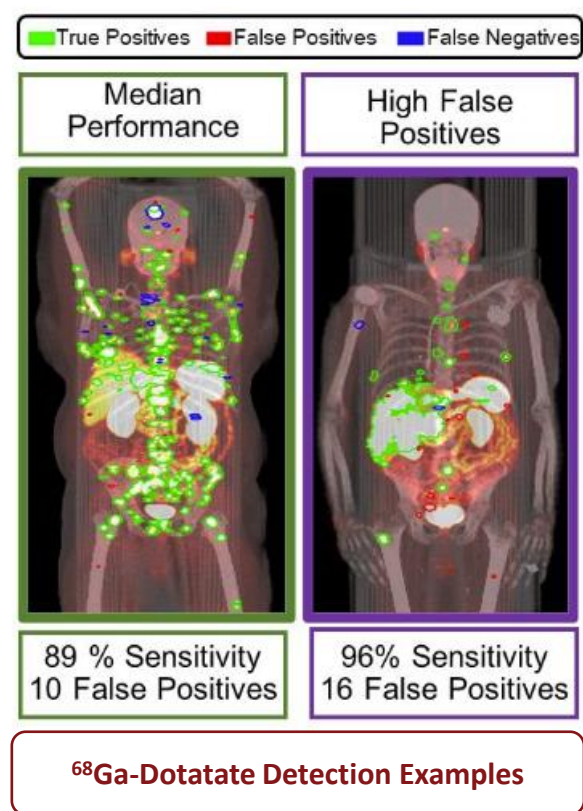 True Positives False Positives False Negatives
Median
Performance
High False
Positives
89 % Sensitivity
10 False Positives
96% Sensitivity
16 False Positives
⁶⁸Ga-Dotatate Detection Examples